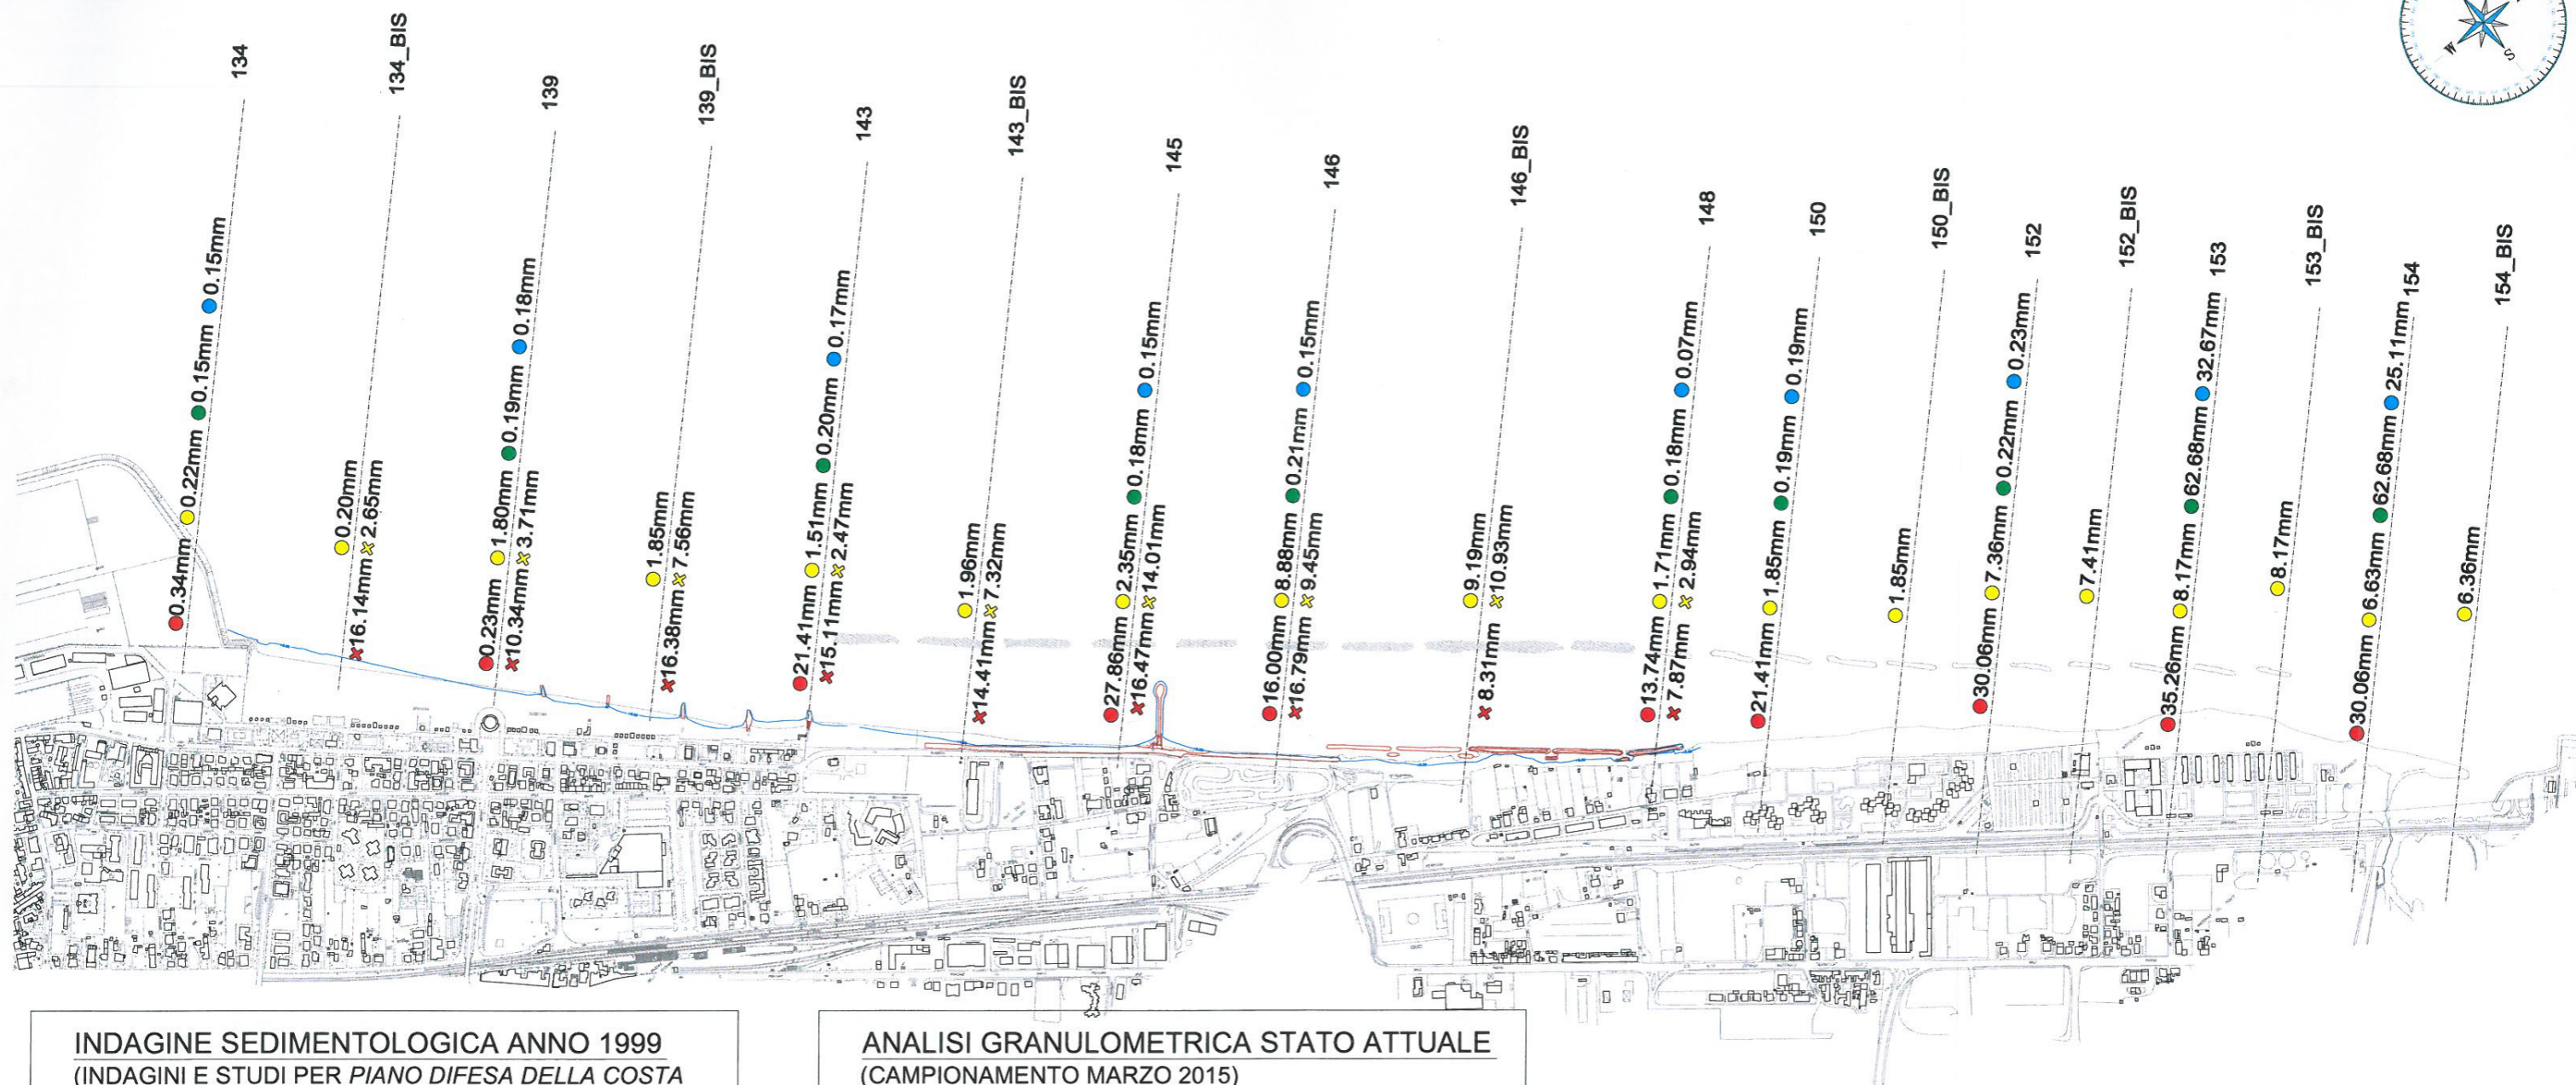 134
0.34mm 0.22mm 0.15mm 0.15mm
134_BIS
0.20mm
16.14mm 2.65mm
139
0.23mm 1.80mm 0.19mm 0.18mm
10.34mm 3.71mm
139_BIS
1.85mm
16.38mm 7.56mm
143
21.41mm 1.51mm 0.20mm 0.17mm
15.11mm 2.47mm
143_BIS
1.96mm
14.41mm 7.32mm
145
27.86mm 2.35mm 0.18mm 0.15mm
16.47mm 14.01mm
146
16.00mm 8.88mm 0.21mm 0.15mm
16.79mm 9.45mm
146_BIS
9.19mm
8.31mm 10.93mm
148
13.74mm 1.71mm 0.18mm 0.07mm
7.87mm 2.94mm
150
21.41mm 1.85mm 0.19mm 0.19mm
150_BIS
1.85mm
152
30.06mm 7.36mm 0.22mm 0.23mm
152_BIS
7.41mm
153
35.26mm 8.17mm 62.68mm 32.67mm
153_BIS
8.17mm
154
30.06mm 6.63mm 62.68mm 25.11mm
154_BIS
6.36mm
W
S
INDAGINE SEDIMENTOLOGICA ANNO 1999
(INDAGINI E STUDI PER PIANO DIFESA DELLA COSTA
ANALISI GRANULOMETRICA STATO ATTUALE
(CAMPIONAMENTO MARZO 2015)